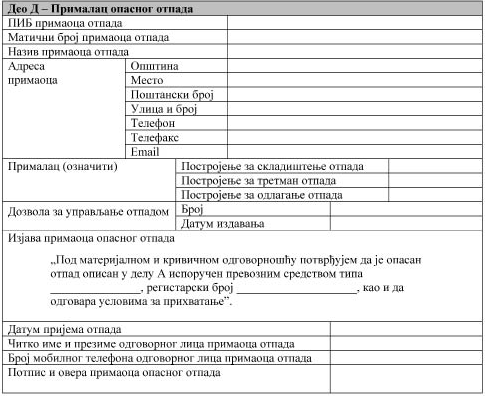 Део Д – Прималац опасног отпада
ПИБ примаоца отпада
Матични број примаоца отпада
Назив примаоца отпада
Адреса примаоца
Општина
Место
Поштански број
Улица и број
Телефон
Телефакс
Email
Прималац (означити)
Постројење за складиштење отпада
Постројење за третман отпада
Постројење за одлагање отпада
Дозвола за управљање отпадом
Број
Датум издавања
Изјава примаоца опасног отпада
„Под материјалном и кривичном одговорношћу потврђујем да је опасан
отпад описан у делу А испоручен превозним средством типа
_______________, регистарски број ____________________, као и да
одговара условима за прихватање”.
Датум пријема отпада
Читко име и презиме одговорног лица примаоца отпада
Број мобилног телефона одговорног лица примаоца отпада
Потпис и овера примаоца опасног отпада